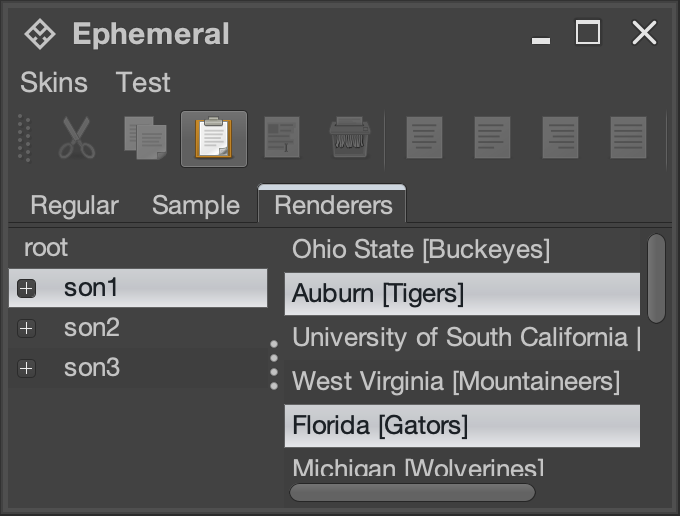 Ephemeral
Skins Test
Regular Sample Renderers
root
son1
son2
son3
Ohio State [Buckeyes]
Auburn [Tigers]
University of South California [
West Virginia [Mountaineers]
Florida [Gators]
Michigan [Wolverines]